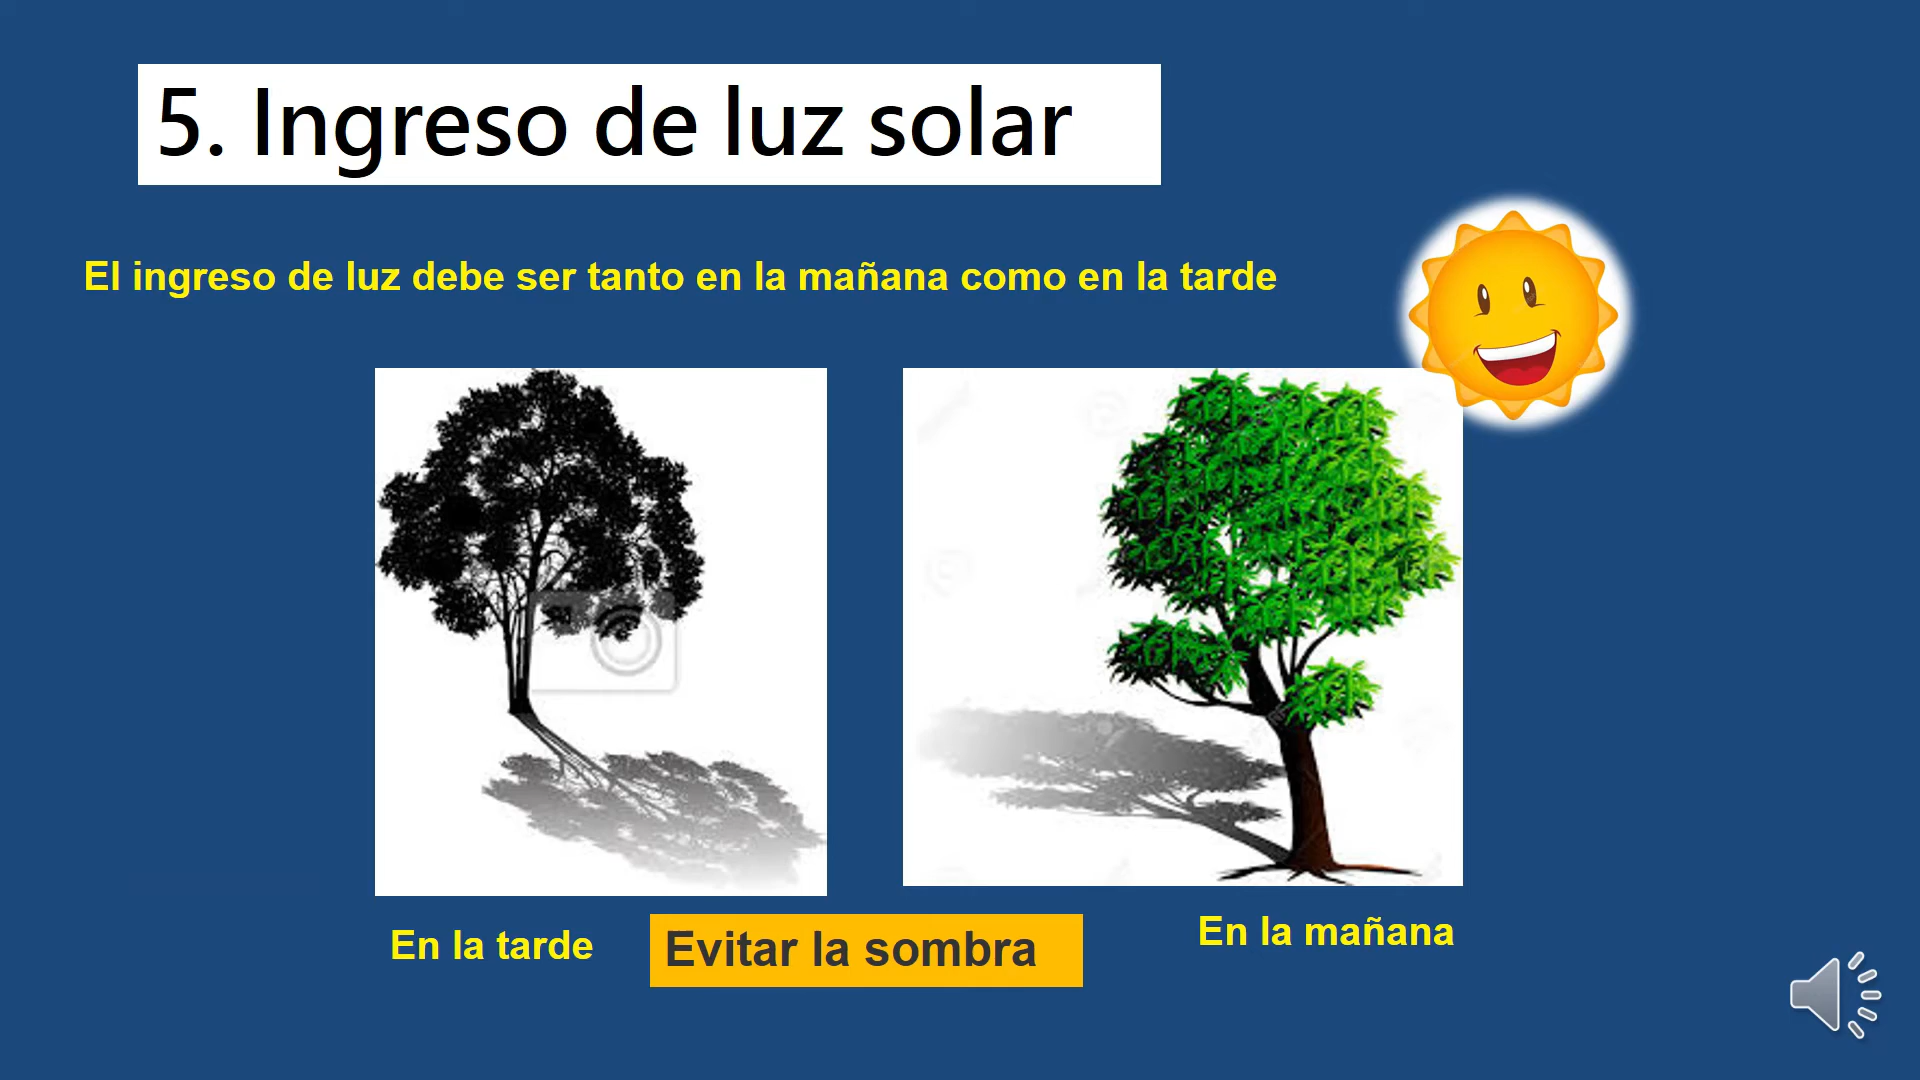 5. Ingreso de luz solar
El ingreso de luz debe ser tanto en la mañana como en la tarde
En la tarde
Evitar la sombra
En la mañana